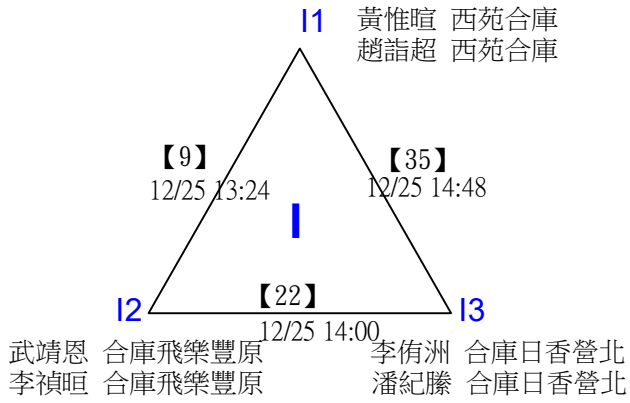 I1 黃惟暄 西苑合庫
趙詣超 西苑合庫
【9】 【35】
12/25 13:24 12/25 14:48
I
【22】
I2 I3
12/25 14:00
武靖恩 合庫飛樂豐原 李侑洲 合庫日香營北
李禎晅 合庫飛樂豐原 潘紀縢 合庫日香營北